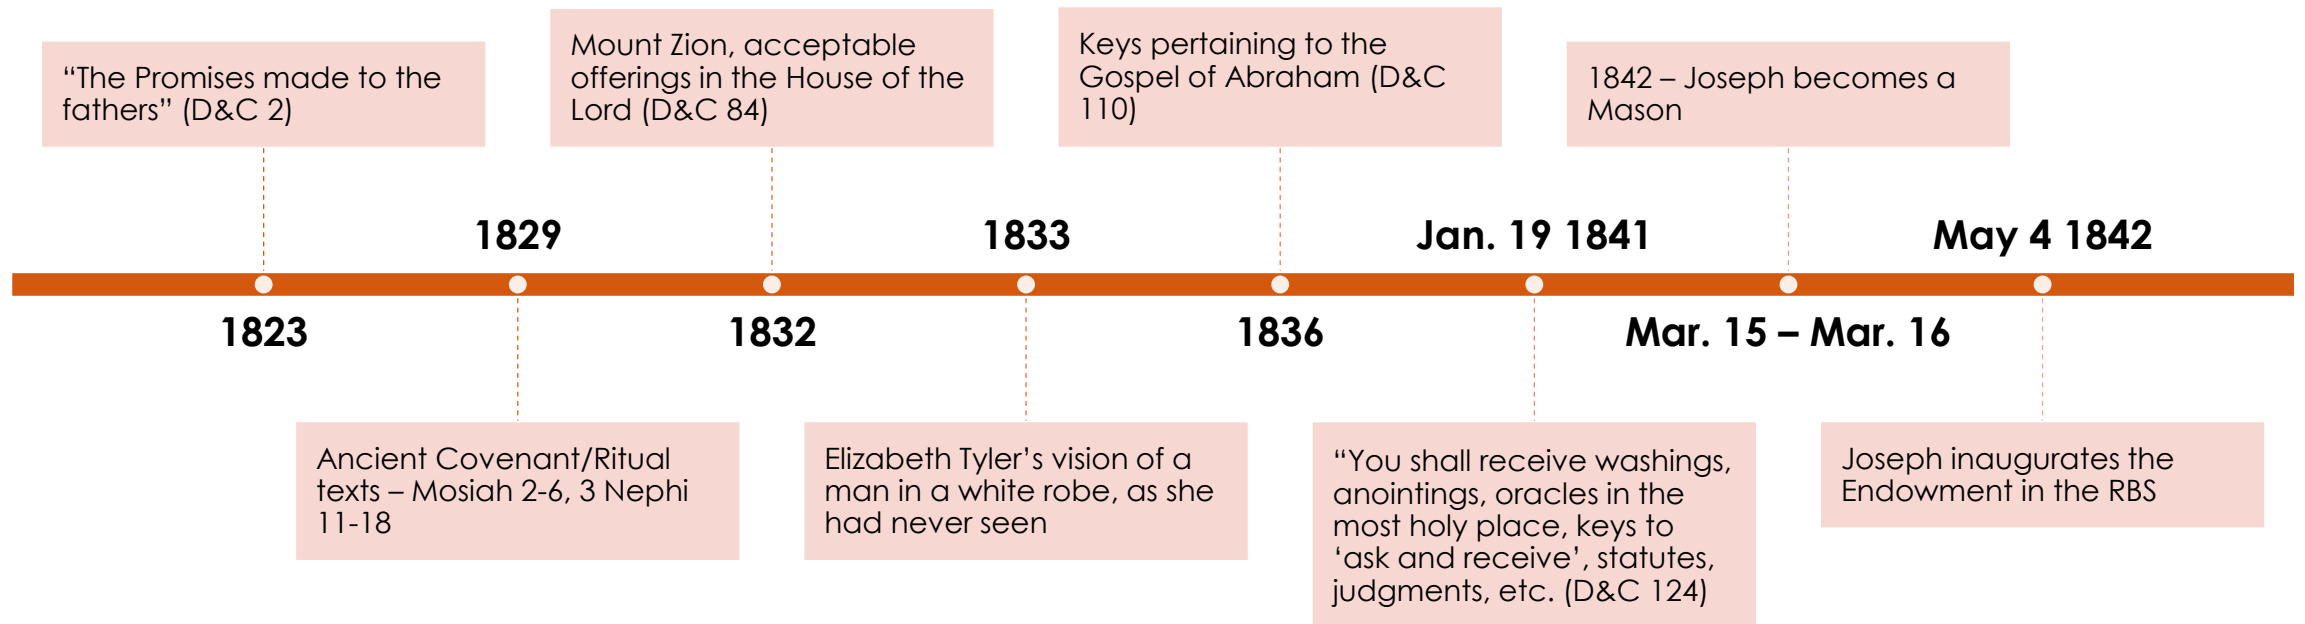 “The Promises made to the
fathers” (D&C 2)
1823
1829
Ancient Covenant/Ritual
texts – Mosiah 2-6, 3 Nephi
11-18
Mount Zion, acceptable
offerings in the House of the
Lord (D&C 84)
1832
1833
Elizabeth Tyler’s vision of a
man in a white robe, as she
had never seen
Keys pertaining to the
Gospel of Abraham (D&C
110)
1836
Jan. 19 1841
“You shall receive washings,
anointings, oracles in the
most holy place, keys to
‘ask and receive’, statutes,
judgments, etc. (D&C 124)
1842 – Joseph becomes a
Mason
Mar. 15 – Mar. 16
May 4 1842
Joseph inaugurates the
Endowment in the RBS